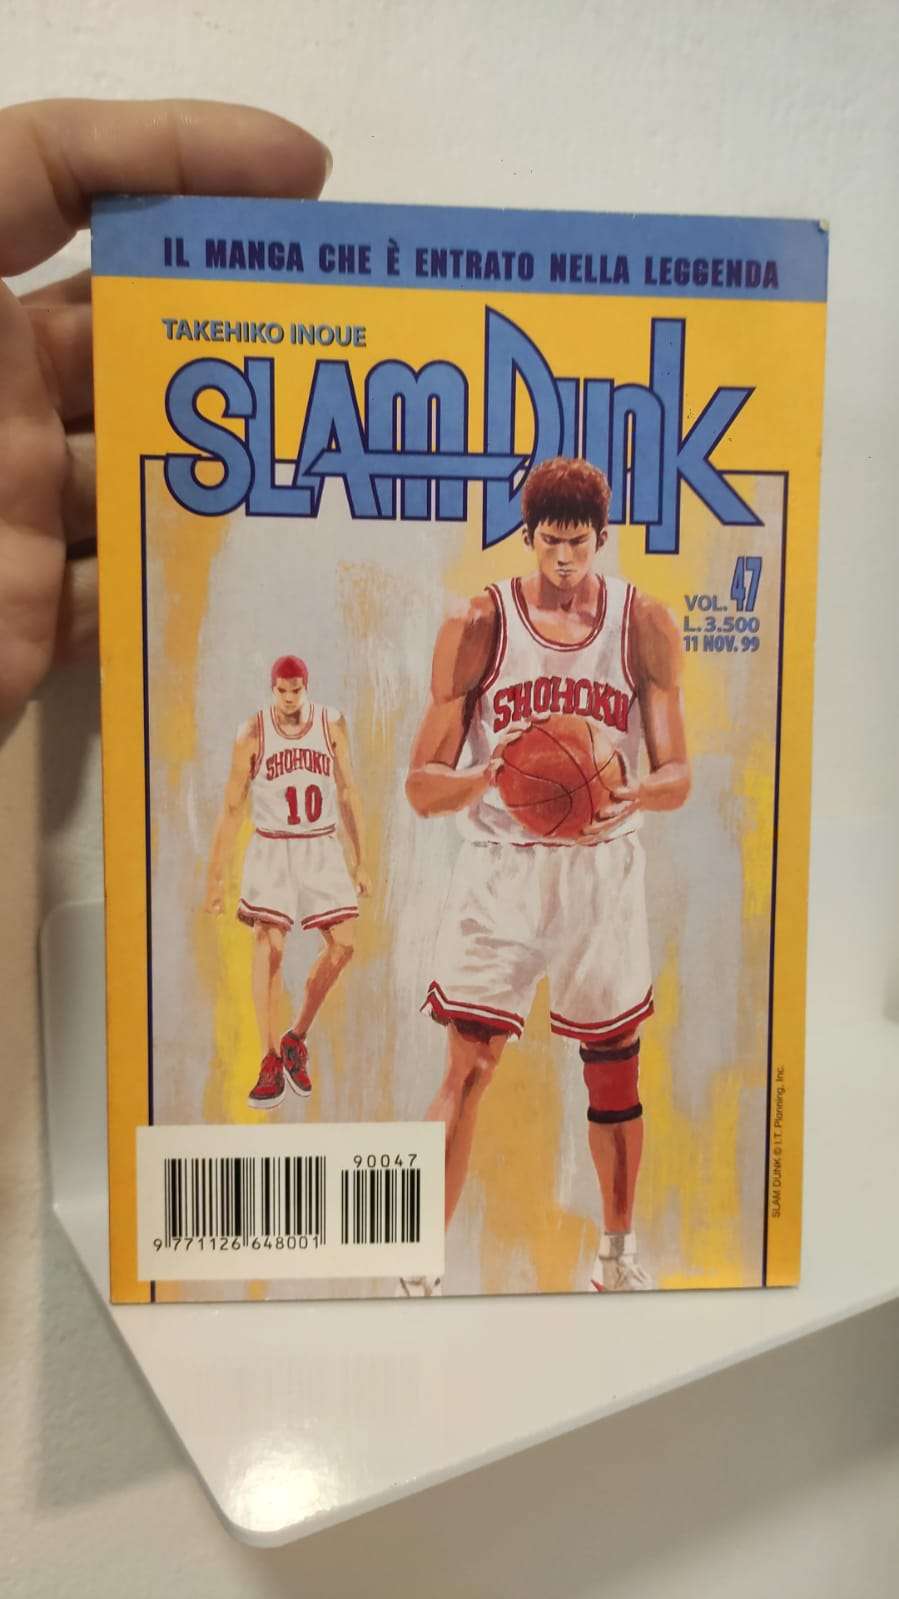 IL MANGA CHE È ENTRATO NELLA LEGGENDA
TAKEHIKO INOUE
SLAM DUNK
VOL. 47
L. 3.500
11 NOV. 99
SHOHOKU
SHOHOKU
10
SLAM DUNK © I.T. Planning, Inc.
90047
9 771126 648001